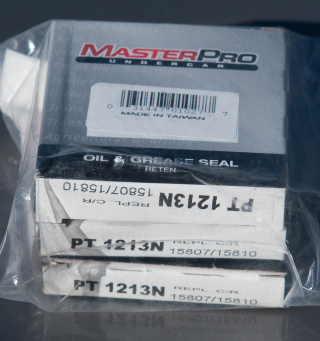 MASTERPRO
UNDERCAR
MADE IN TAIWAN
OIL & GREASE SEAL
RETEN
PT 1213N
REPL C/R
15807/15810
PT 1213N REPL C/R
15807/15810
PT 1213N REPL C/R
15807/15810